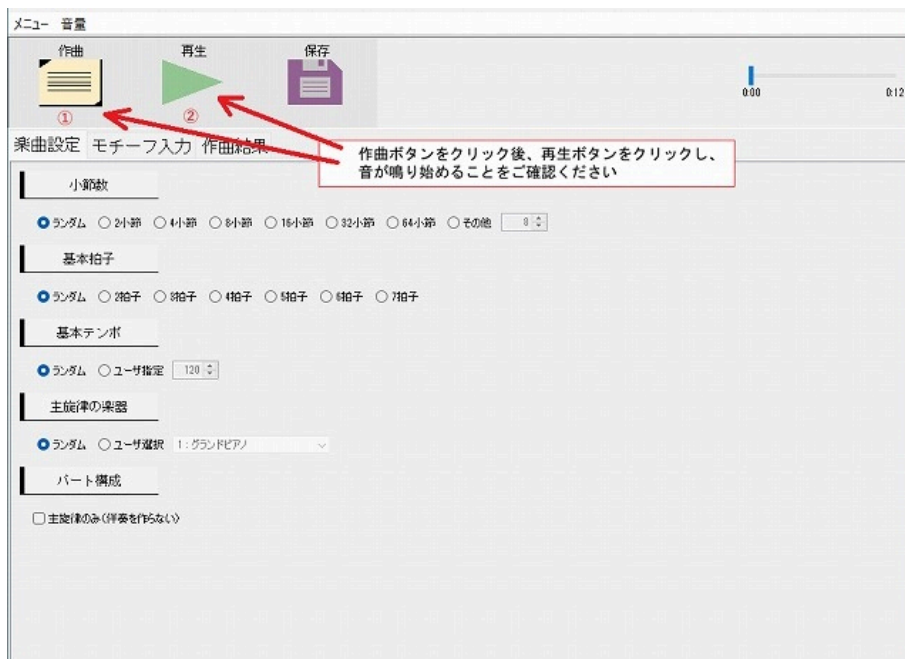 メニュー 音量
作曲 再生 保存
① ②
0:00 0:12
楽曲設定 モチーフ入力 作曲結果
作曲ボタンをクリック後、再生ボタンをクリックし、
音が鳴り始めることをご確認ください
小節数
ランダム 2小節 4小節 8小節 16小節 32小節 64小節 その他 8
基本拍子
ランダム 2拍子 3拍子 4拍子 5拍子 6拍子 7拍子
基本テンポ
ランダム ユーザ指定 120
主旋律の楽器
ランダム ユーザ選択 1:グランドピアノ
パート構成
主旋律のみ(伴奏を作らない)